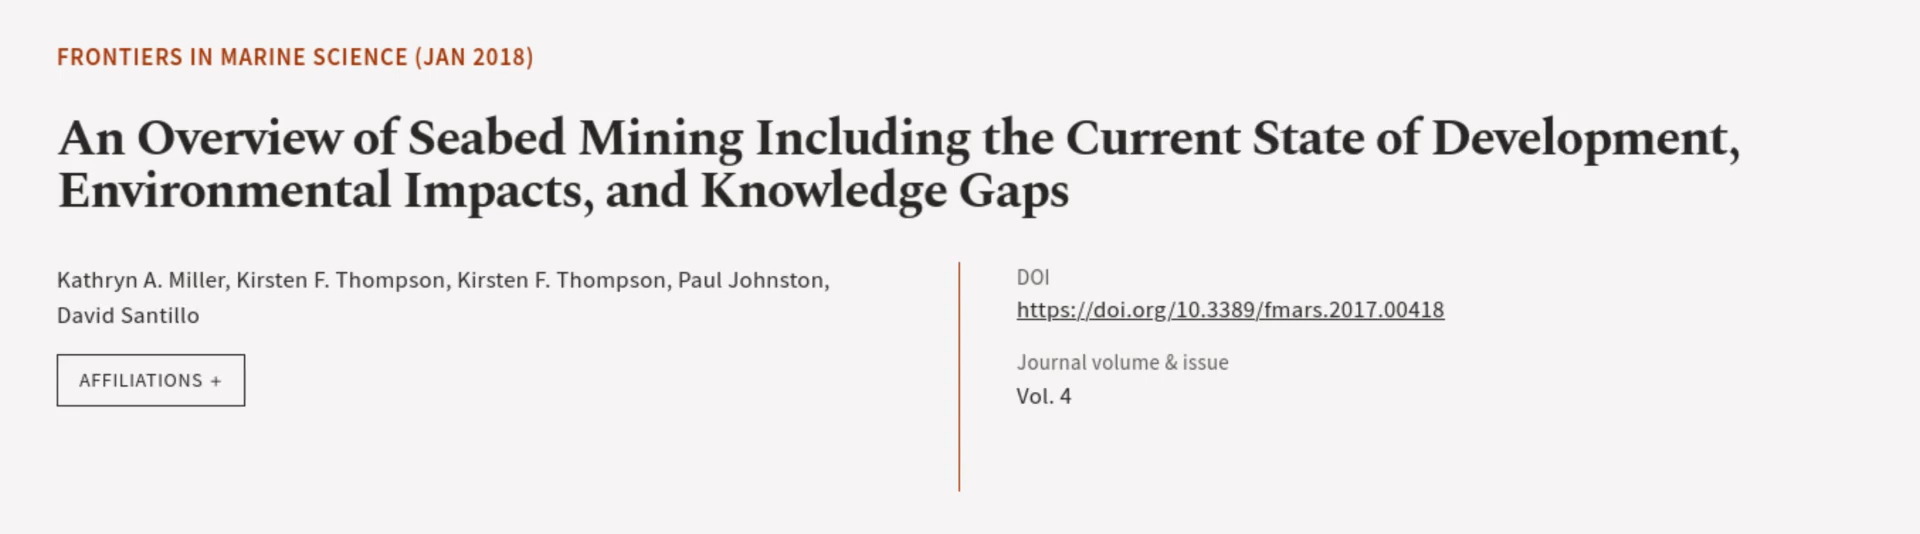 FRONTIERS IN MARINE SCIENCE (JAN 2018)
An Overview of Seabed Mining Including the Current State of Development,
Environmental Impacts, and Knowledge Gaps
Kathryn A. Miller, Kirsten F. Thompson, Kirsten F. Thompson, Paul Johnston,
David Santillo
AFFILIATIONS +
DOI
https://doi.org/10.3389/fmars.2017.00418
Journal volume & issue
Vol. 4